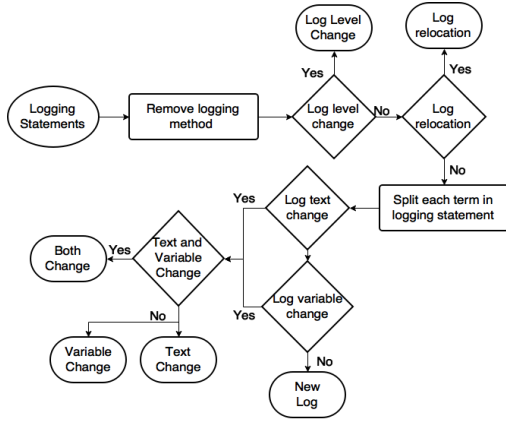 Log Level
Change
Log
relocation
Yes
Yes
Logging
Statements
Remove logging
method
Log level
change
No
Log
relocation
No
Yes
Log text
change
Split each term in
logging statement
Both
Change
Yes
Text and
Variable
Change
Log variable
change
Yes
No
Variable
Change
Text
Change
No
New
Log